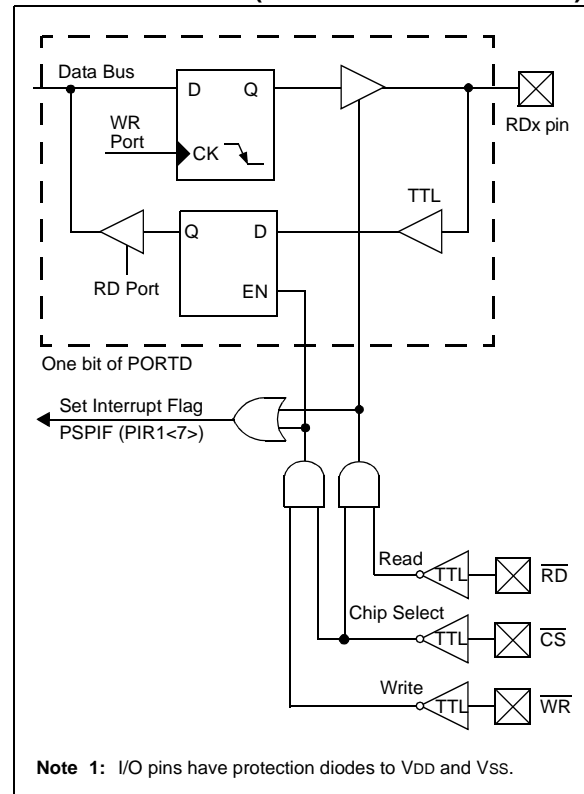 Data Bus
D Q
WR
Port
CK
RDx pin
TTL
Q D
RD Port
EN
One bit of PORTD
Set Interrupt Flag
PSPIF (PIR1<7>)
Read
TTL
RD
Chip Select
TTL
CS
Write
TTL
WR
Note 1: I/O pins have protection diodes to VDD and VSS.